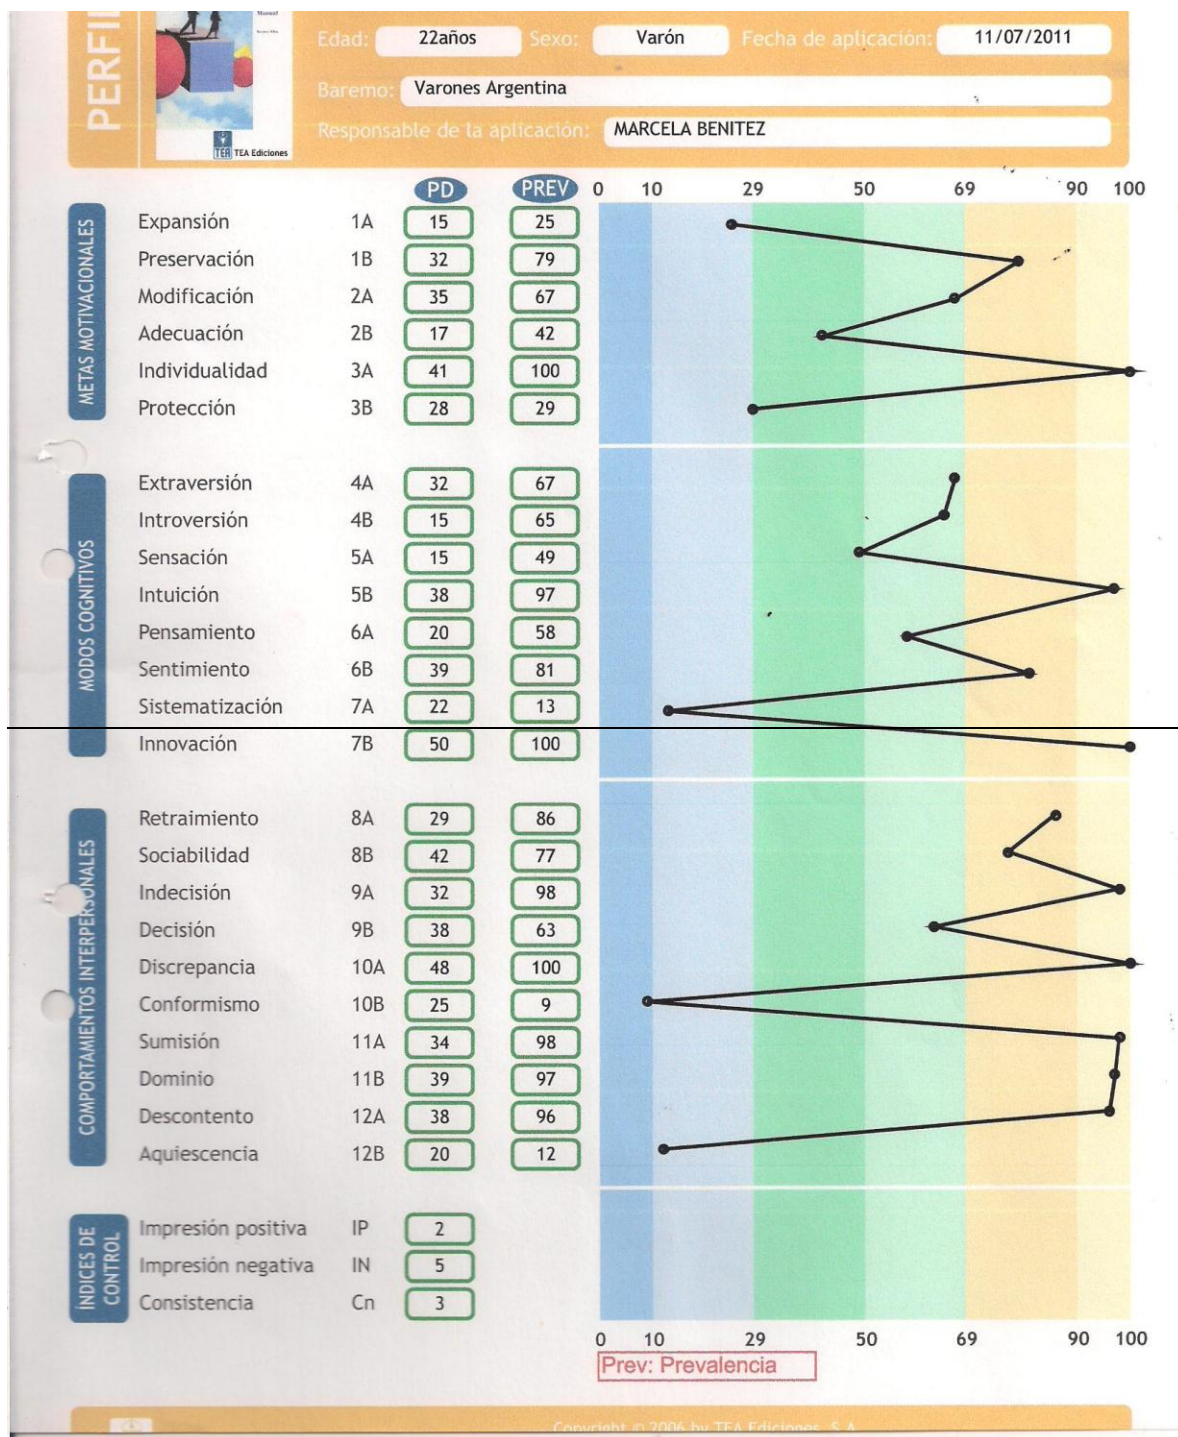 PERFIL
Manual
TEA TEA Ediciones
Edad: 22años Sexo: Varón Fecha de aplicación: 11/07/2011
Baremo: Varones Argentina
Responsable de la aplicación: MARCELA BENITEZ
PD PREV 0 10 29 50 69 90 100
METAS MOTIVACIONALES
Expansión 1A 15 25
Preservación 1B 32 79
Modificación 2A 35 67
Adecuación 2B 17 42
Individualidad 3A 41 100
Protección 3B 28 29
MODOS COGNITIVOS
Extraversión 4A 32 67
Introversión 4B 15 65
Sensación 5A 15 49
Intuición 5B 38 97
Pensamiento 6A 20 58
Sentimiento 6B 39 81
Sistematización 7A 22 13
Innovación 7B 50 100
COMPORTAMIENTOS INTERPERSONALES
Retraimiento 8A 29 86
Sociabilidad 8B 42 77
Indecisión 9A 32 98
Decisión 9B 38 63
Discrepancia 10A 48 100
Conformismo 10B 25 9
Sumisión 11A 34 98
Dominio 11B 39 97
Descontento 12A 38 96
Aquiescencia 12B 20 12
ÍNDICES DE CONTROL
Impresión positiva IP 2
Impresión negativa IN 5
Consistencia Cn 3
0 10 29 50 69 90 100
Prev: Prevalencia
Copyright © 2006 by TEA Ediciones, S.A.